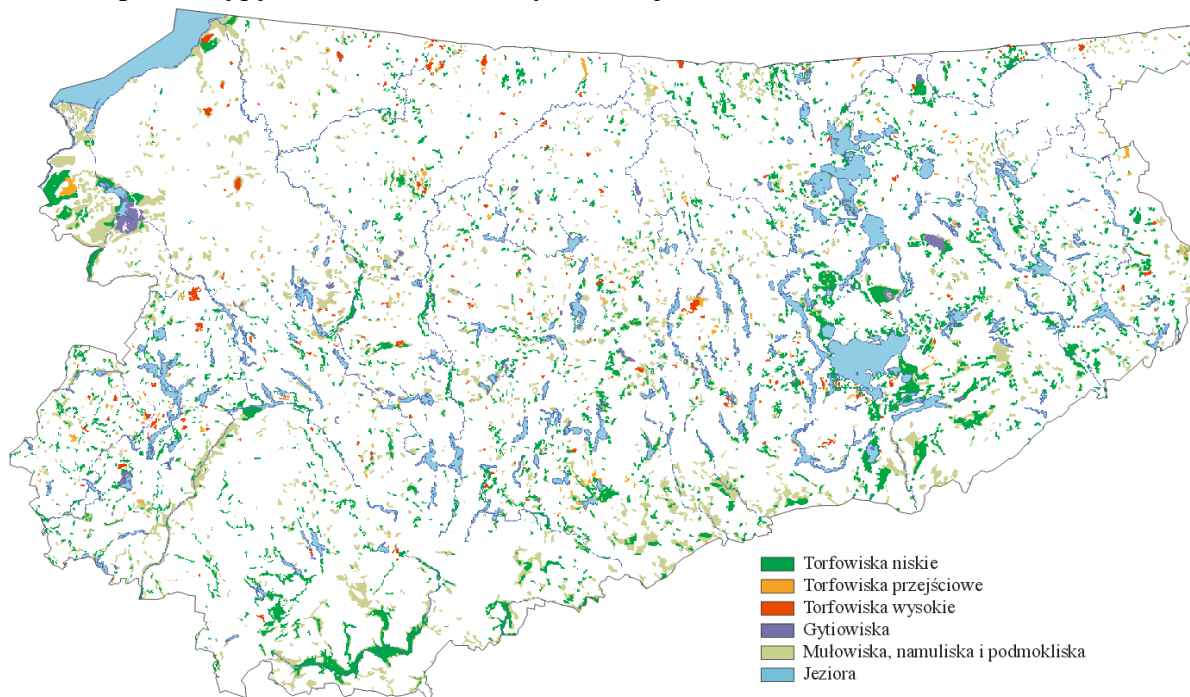 Torfowiska niskie
Torfowiska przejściowe
Torfowiska wysokie
Gytiowiska
Mułowiska, namuliska i podmokliska
Jeziora